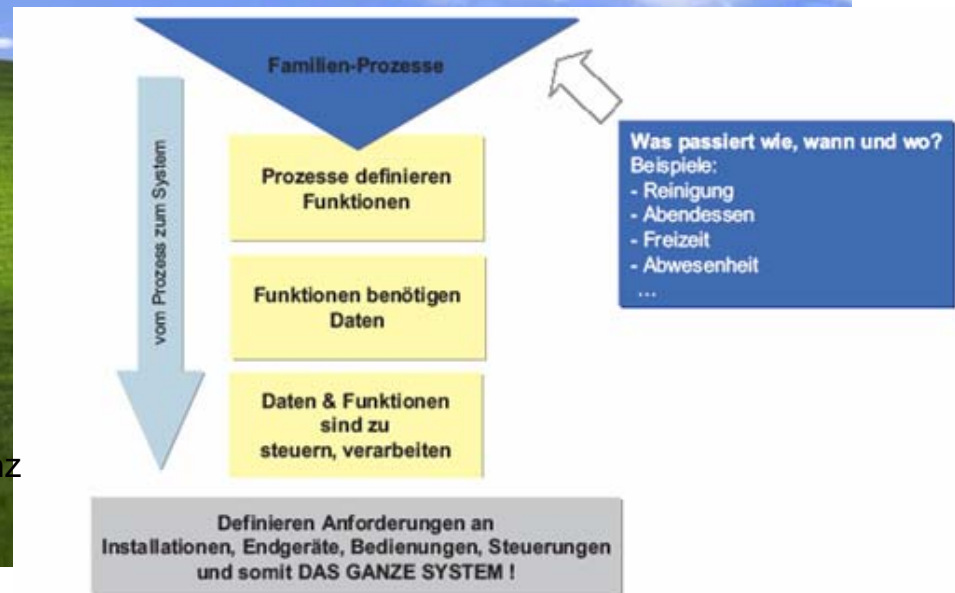 Familien-Prozesse
vom Prozess zum System
Prozesse definieren
Funktionen
Was passiert wie, wann und wo?
Beispiele:
- Reinigung
- Abendessen
- Freizeit
- Abwesenheit
...
Funktionen benötigen
Daten
Daten & Funktionen
sind zu
steuern, verarbeiten
Definieren Anforderungen an
Installationen, Endgeräte, Bedienungen, Steuerungen
und somit DAS GANZE SYSTEM !